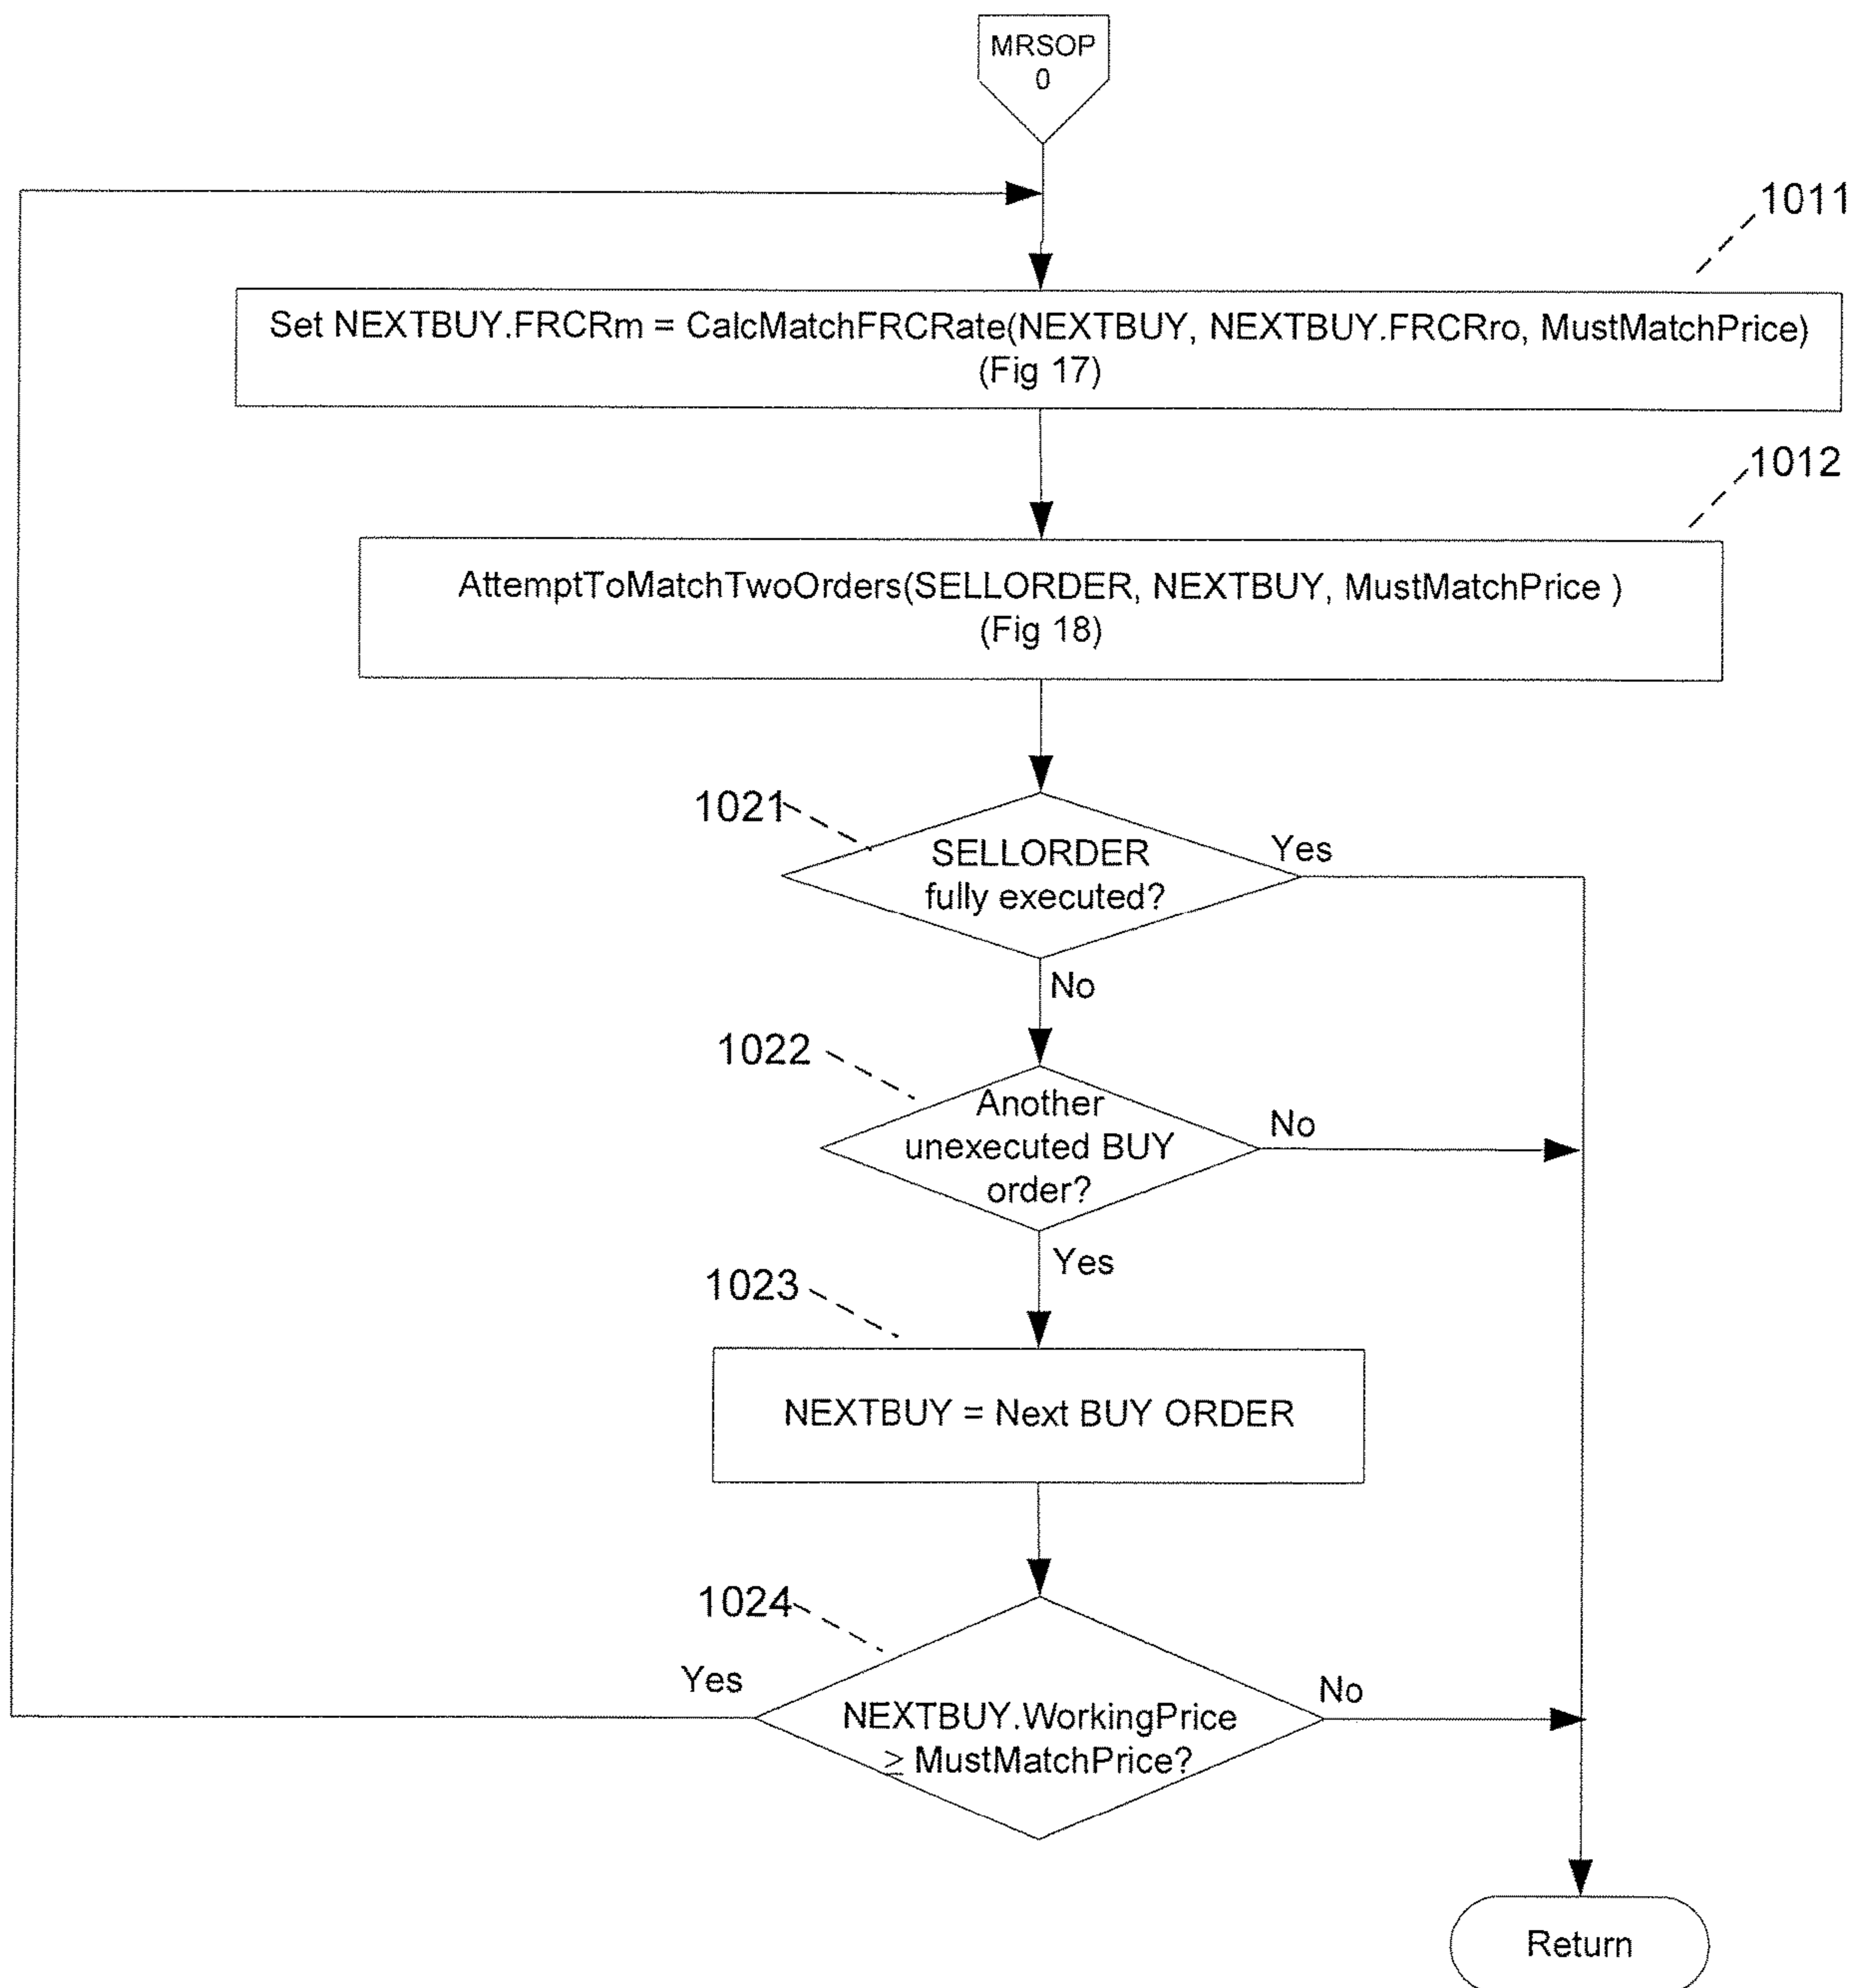 MRSOP
0
1011
Set NEXTBUY.FRCRm = CalcMatchFRCRate(NEXTBUY, NEXTBUY.FRCRro, MustMatchPrice)
(Fig 17)
1012
AttemptToMatchTwoOrders(SELLORDER, NEXTBUY, MustMatchPrice )
(Fig 18)
1021
SELLORDER
fully executed?
Yes
No
1022
Another
unexecuted BUY
order?
No
Yes
1023
NEXTBUY = Next BUY ORDER
1024
Yes
NEXTBUY.WorkingPrice
≥ MustMatchPrice?
No
Return